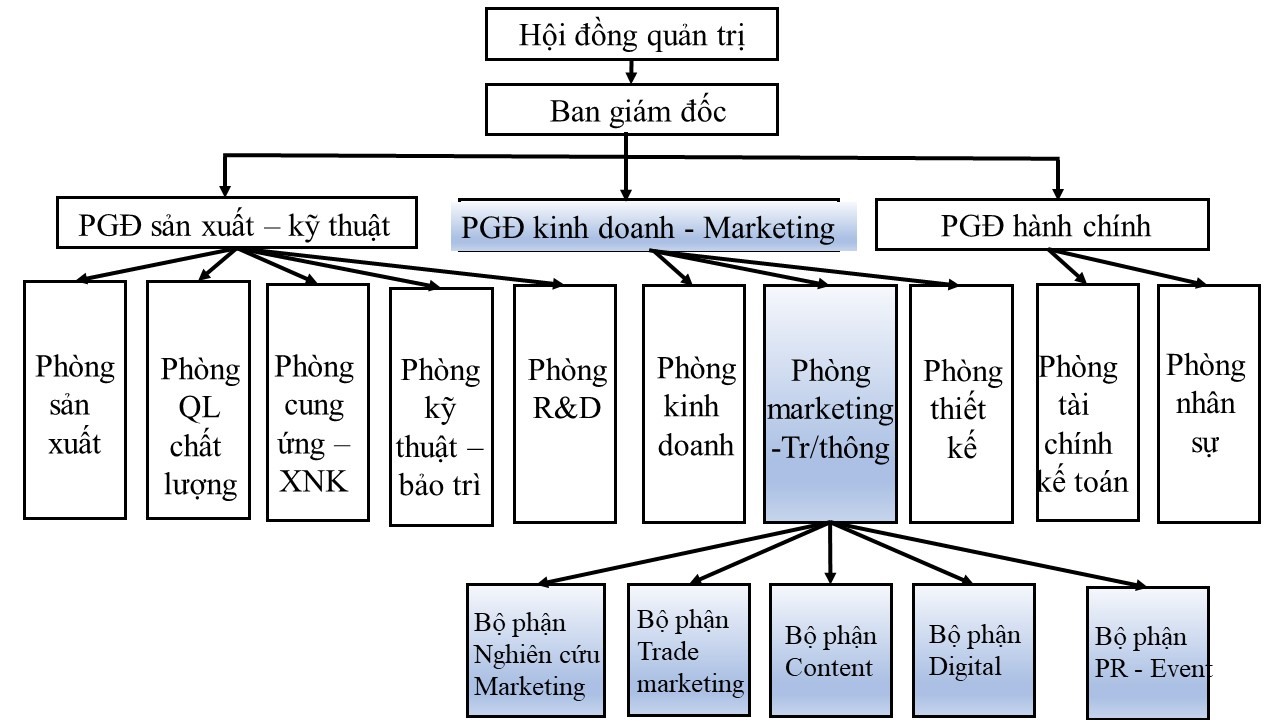 Hội đồng quản trị
Ban giám đốc
PGĐ sản xuất – kỹ thuật
PGĐ kinh doanh - Marketing
PGĐ hành chính
Phòng
sản
xuất
Phòng
QL
chất
lượng
Phòng
cung
ứng –
XNK
Phòng
kỹ
thuật –
bảo trì
Phòng
R&D
Phòng
kinh
doanh
Phòng
marketing
-Tr/thông
Phòng
thiết
kế
Phòng
tài
chính
kế toán
Phòng
nhân
sự
Bộ phận
Nghiên cứu
Marketing
Bộ phận
Trade
marketing
Bộ phận
Content
Bộ phận
Digital
Bộ phận
PR - Event